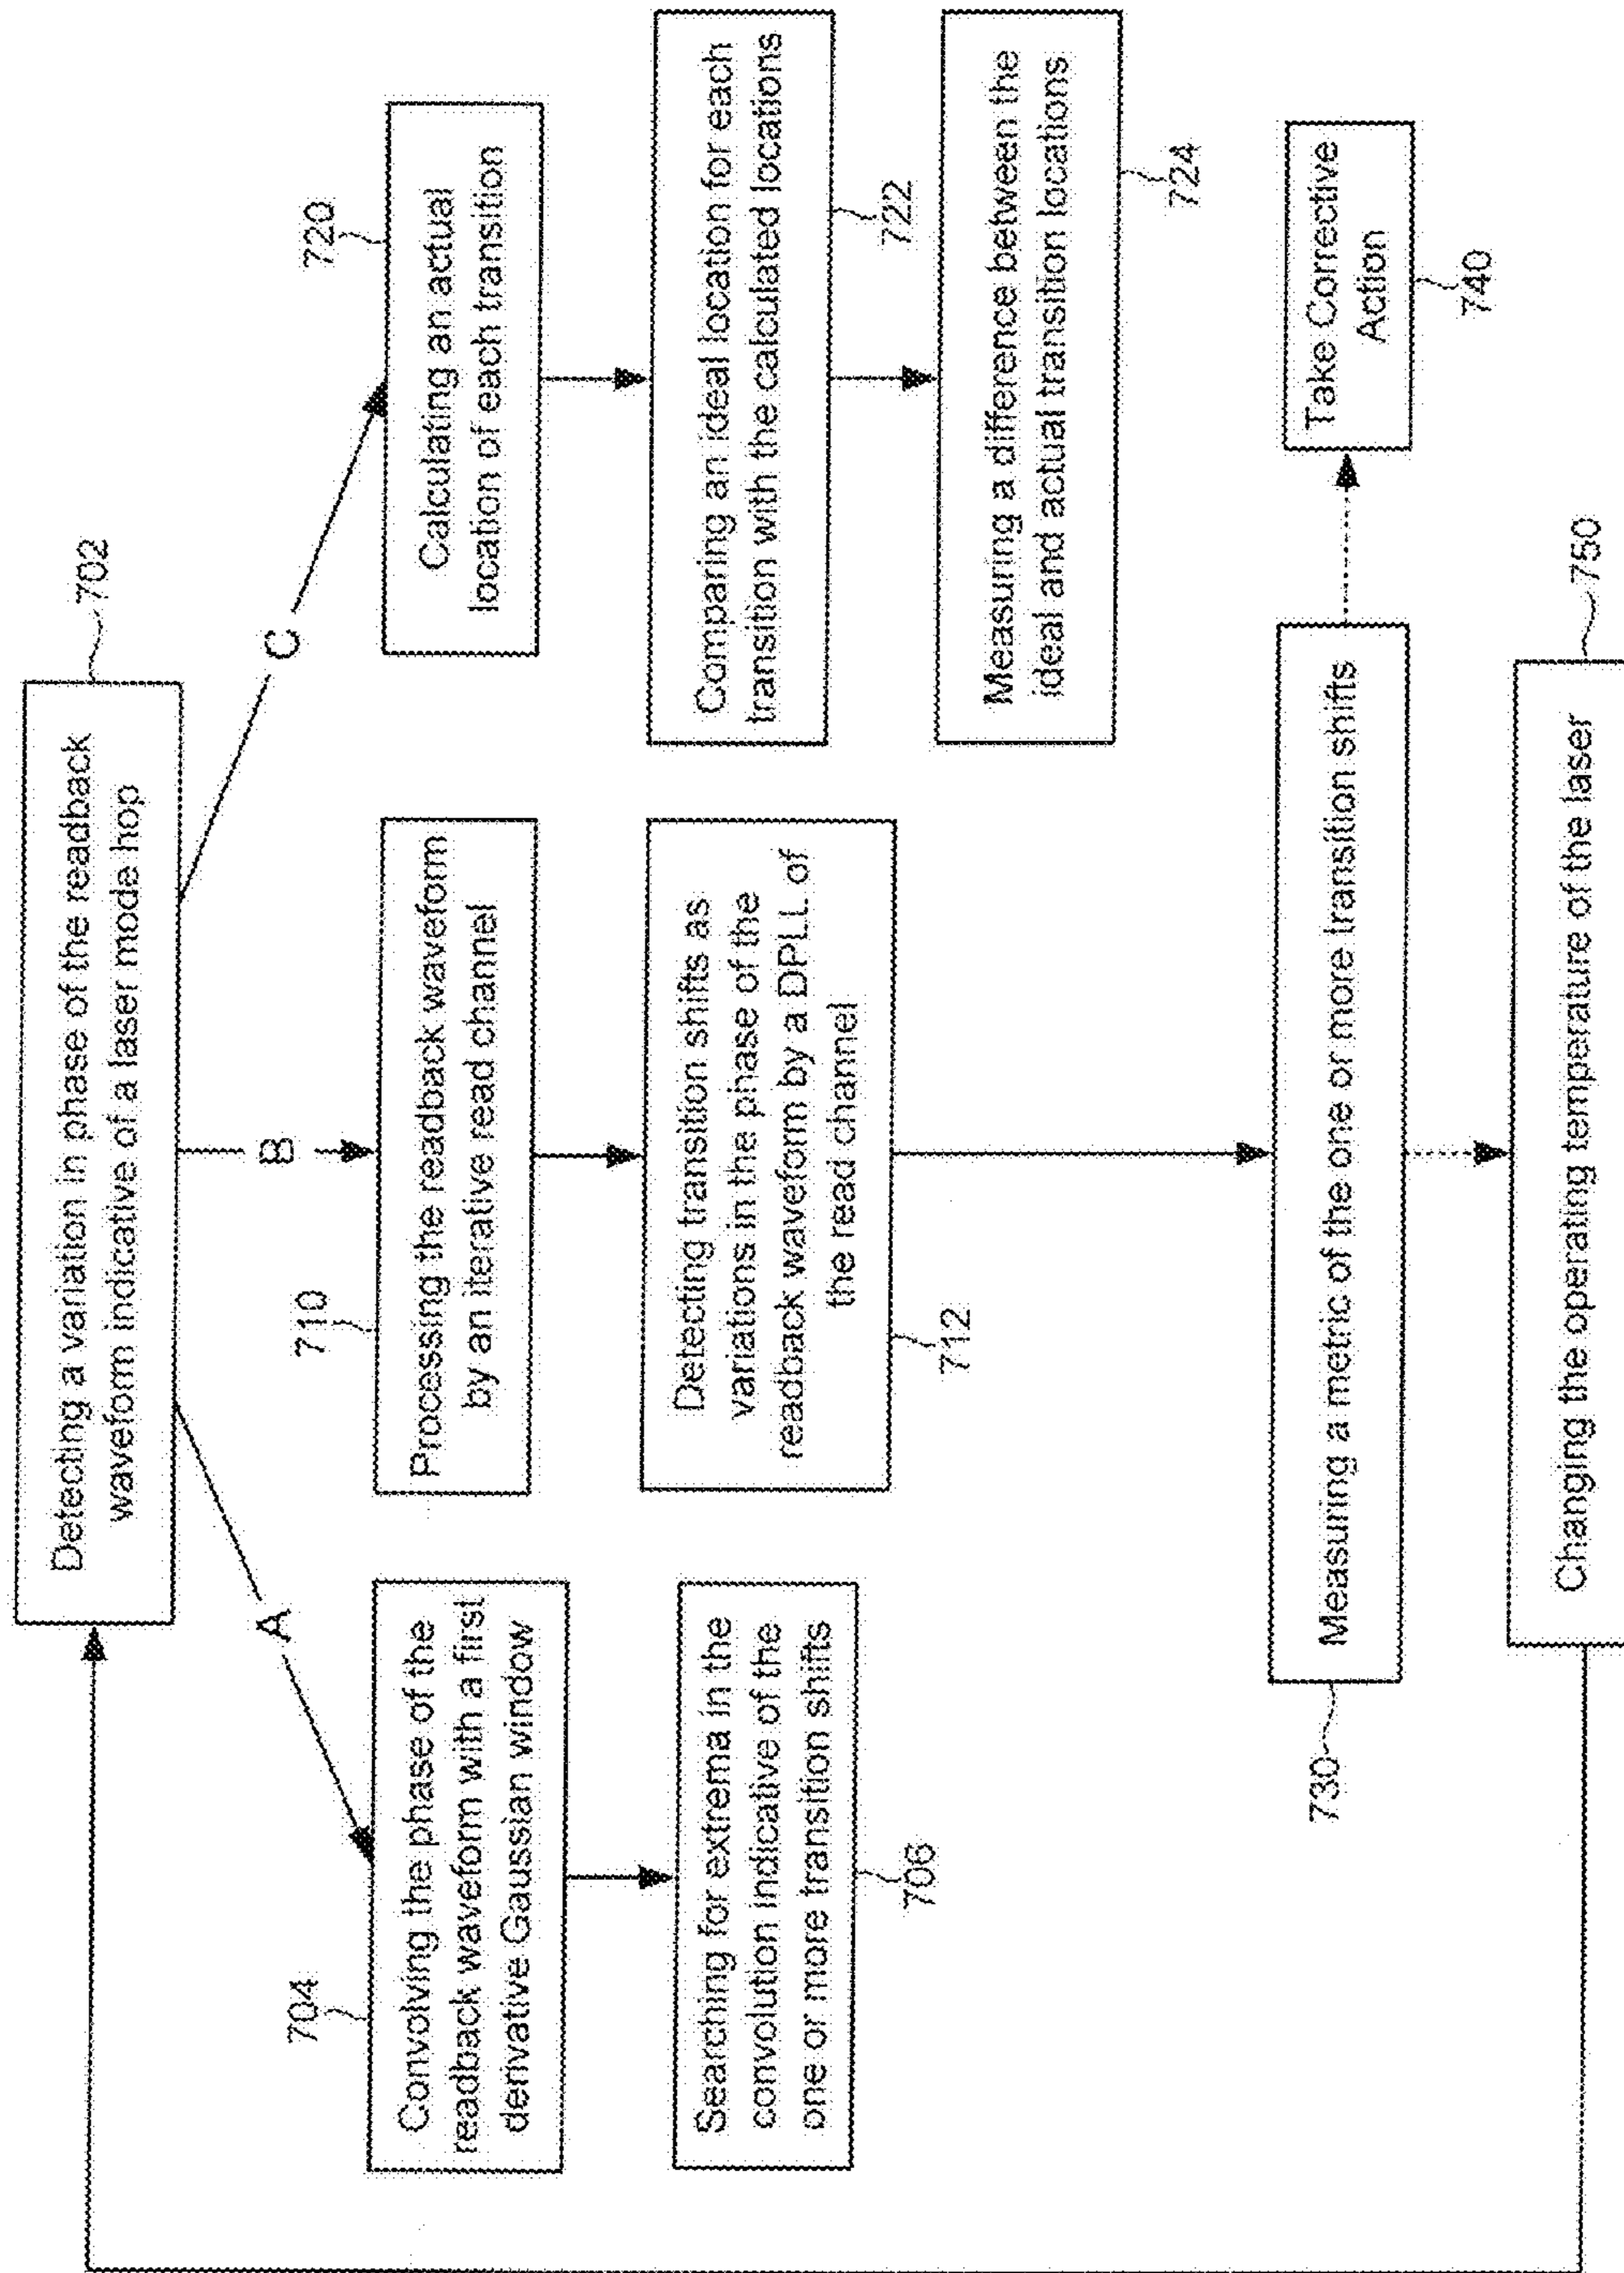 Detecting a variation in phase of the readback
waveform indicative of a laser mode hop
702
A
B
C
704
Convolving the phase of the
readback waveform with a first
derivative Gaussian window
Searching for extrema in the
convolution indicative of the
one or more transition shifts
706
710
Processing the readback waveform
by an iterative read channel
Detecting transition shifts as
variations in the phase of the
readback waveform by a DPLL of
the read channel
712
720
Calculating an actual
location of each transition
Comparing an ideal location for each
transition with the calculated locations
722
Measuring a difference between the
ideal and actual transition locations
724
730
Measuring a metric of the one or more transition shifts
Take Corrective
Action
740
Changing the operating temperature of the laser
750